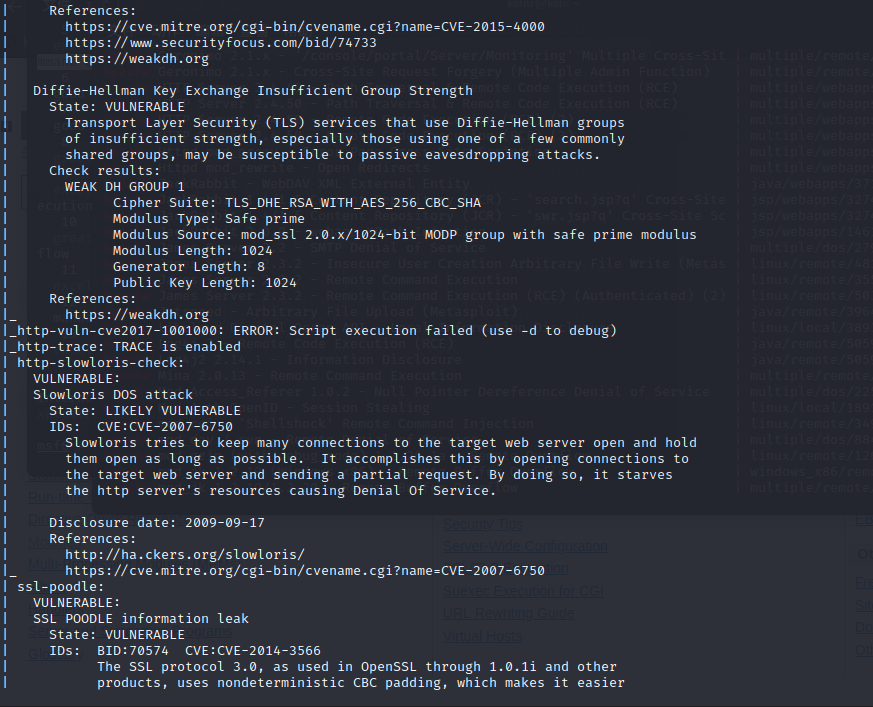 |     References:
|       https://cve.mitre.org/cgi-bin/cvename.cgi?name=CVE-2015-4000
|       https://www.securityfocus.com/bid/74733
|       https://weakdh.org
|
|   Diffie-Hellman Key Exchange Insufficient Group Strength
|     State: VULNERABLE
|       Transport Layer Security (TLS) services that use Diffie-Hellman groups
|       of insufficient strength, especially those using one of a few commonly
|       shared groups, may be susceptible to passive eavesdropping attacks.
|     Check results:
|       WEAK DH GROUP 1
|             Cipher Suite: TLS_DHE_RSA_WITH_AES_256_CBC_SHA
|             Modulus Type: Safe prime
|             Modulus Source: mod_ssl 2.0.x/1024-bit MODP group with safe prime modulus
|             Modulus Length: 1024
|             Generator Length: 8
|             Public Key Length: 1024
|     References:
|_      https://weakdh.org
|_http-vuln-cve2017-1001000: ERROR: Script execution failed (use -d to debug)
|_http-trace: TRACE is enabled
| http-slowloris-check:
|   VULNERABLE:
|   Slowloris DOS attack
|     State: LIKELY VULNERABLE
|     IDs:  CVE:CVE-2007-6750
|       Slowloris tries to keep many connections to the target web server open and hold
|       them open as long as possible.  It accomplishes this by opening connections to
|       the target web server and sending a partial request. By doing so, it starves
|       the http server's resources causing Denial Of Service.
|
|     Disclosure date: 2009-09-17
|     References:
|       http://ha.ckers.org/slowloris/
|_      https://cve.mitre.org/cgi-bin/cvename.cgi?name=CVE-2007-6750
| ssl-poodle:
|   VULNERABLE:
|   SSL POODLE information leak
|     State: VULNERABLE
|     IDs:  BID:70574  CVE:CVE-2014-3566
|           The SSL protocol 3.0, as used in OpenSSL through 1.0.1i and other
|           products, uses nondeterministic CBC padding, which makes it easier